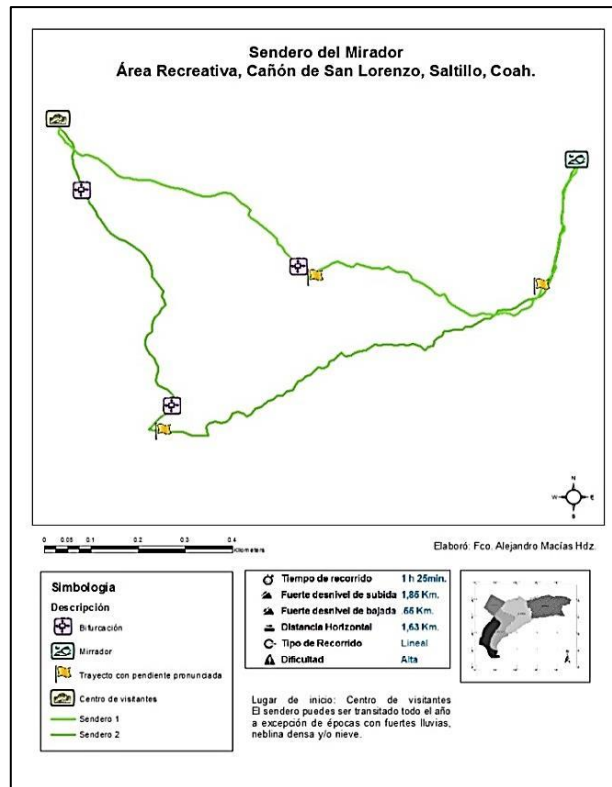 Sendero del Mirador
Área Recreativa, Cañón de San Lorenzo, Saltillo, Coah.
N
W
E
S
0 0.05 0.1 0.2 0.3 0.4
Kilometers
Elaboró: Fco. Alejandro Macías Hdz.
Simbología
Descripción
Bifurcación
Mirrador
Trayecto con pendiente pronunciada
Centro de visitantes
Sendero 1
Sendero 2
Tiempo de recorrido 1 h 25min.
Fuerte desnivel de subida 1,85 Km.
Fuerte desnivel de bajada .55 Km.
Distancia Horizontal 1,63 Km.
Tipo de Recorrido Lineal
Dificultad Alta
Lugar de inicio: Centro de visitantes
El sendero puedes ser transitado todo el año
a excepción de épocas con fuertes lluvias,
neblina densa y/o nieve.